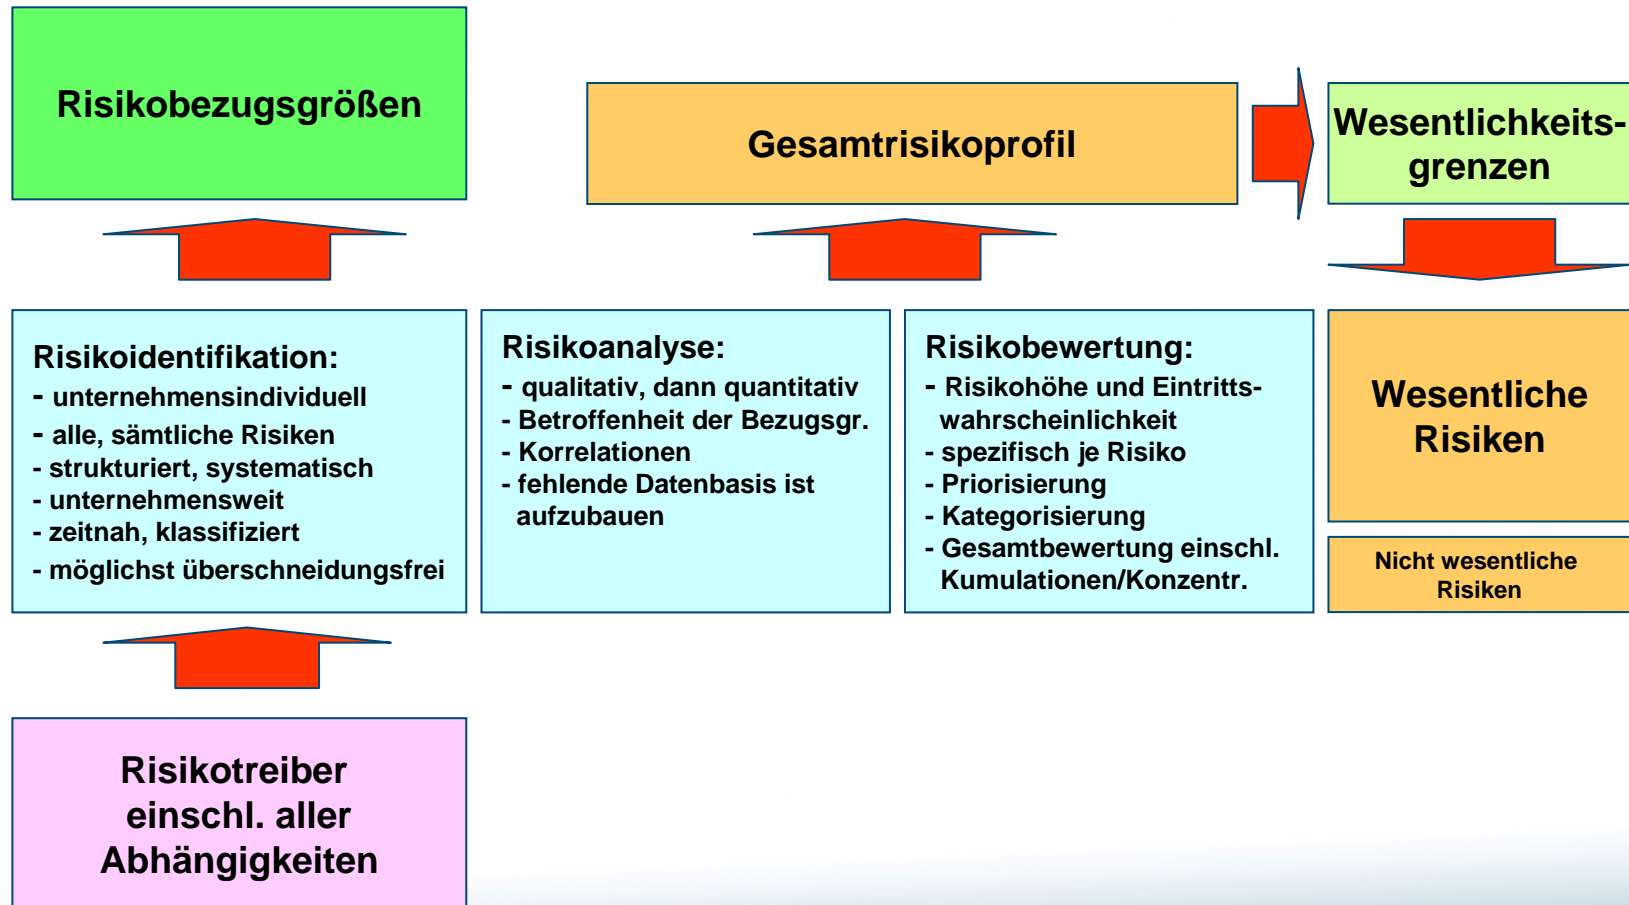 Risikobezugsgrößen
Gesamtrisikoprofil
Wesentlichkeits-
grenzen
Risikoidentifikation:
- unternehmensindividuell
- alle, sämtliche Risiken
- strukturiert, systematisch
- unternehmensweit
- zeitnah, klassifiziert
- möglichst überschneidungsfrei
Risikoanalyse:
- qualitativ, dann quantitativ
- Betroffenheit der Bezugsgr.
- Korrelationen
- fehlende Datenbasis ist
aufzubauen
Risikobewertung:
- Risikohöhe und Eintritts-
wahrscheinlichkeit
- spezifisch je Risiko
- Priorisierung
- Kategorisierung
- Gesamtbewertung einschl.
Kumulationen/Konzentr.
Wesentliche
Risiken
Nicht wesentliche
Risiken
Risikotreiber
einschl. aller
Abhängigkeiten